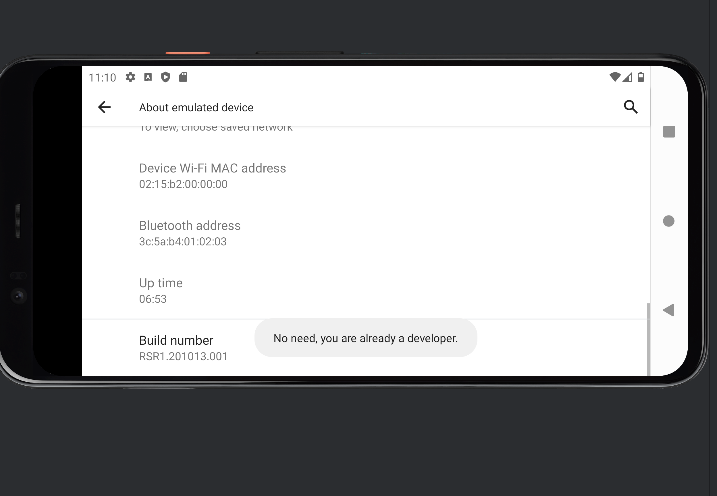 11:10
About emulated device
To view, choose saved network
Device Wi-Fi MAC address
02:15:b2:00:00:00
Bluetooth address
3c:5a:b4:01:02:03
Up time
06:53
Build number
RSR1.201013.001
No need, you are already a developer.